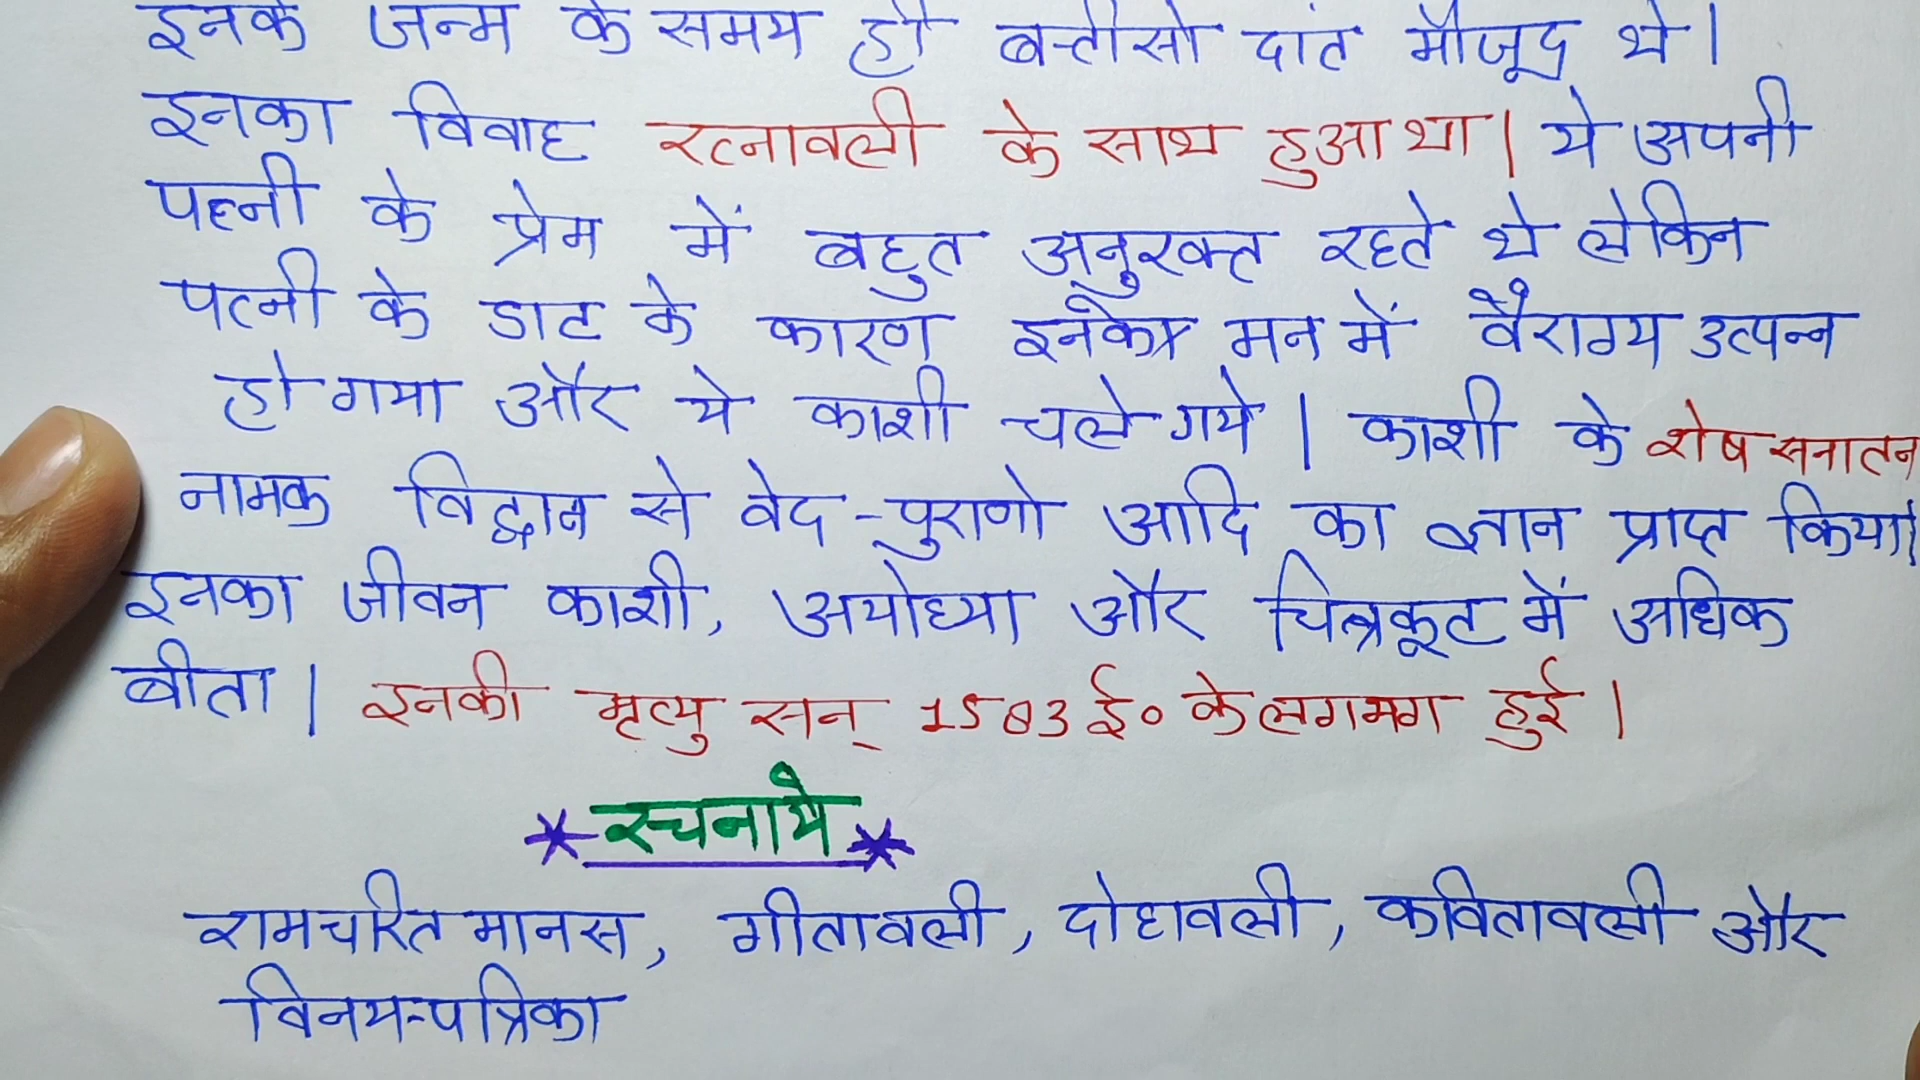 इनके जन्म के समय ही बत्तीसो दांत मौजूद थे।
इनका विवाह रत्नावली के साथ हुआ था। ये अपनी
पत्नी के प्रेम में बहुत अनुरक्त रहते थे लेकिन
पत्नी के डाट के कारण इनके मन में वैराग्य उत्पन्न
हो गया और ये काशी चले गये। काशी के शेष सनातन
नामक विद्वान से वेद-पुराणो आदि का ज्ञान प्राप्त किया।
इनका जीवन काशी, अयोध्या और चित्रकूट में अधिक
बीता। इनकी मृत्यु सन् 1583 ई० के लगभग हुई।
*रचनाये*
रामचरितमानस, गीतावली, दोहावली, कवितावली और
विनय-पत्रिका